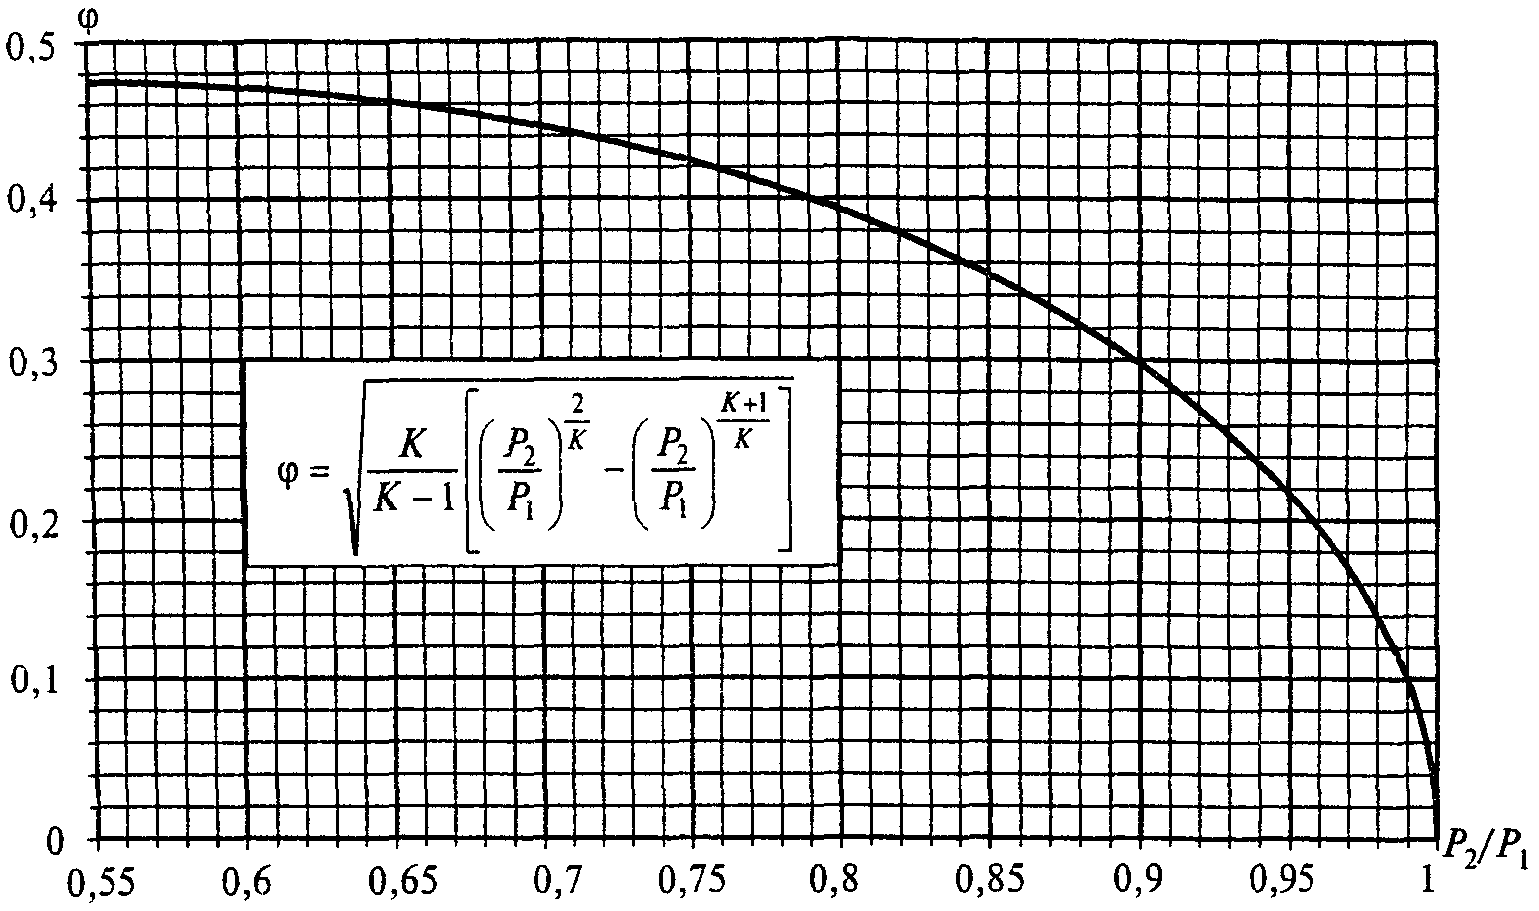 φ
0,5
0,4
0,3
φ = √(K/(K − 1) [(P₂/P₁)^(2/K) − (P₂/P₁)^((K+1)/K)])
0,2
0,1
0
P₂/P₁
0,55 0,6 0,65 0,7 0,75 0,8 0,85 0,9 0,95 1